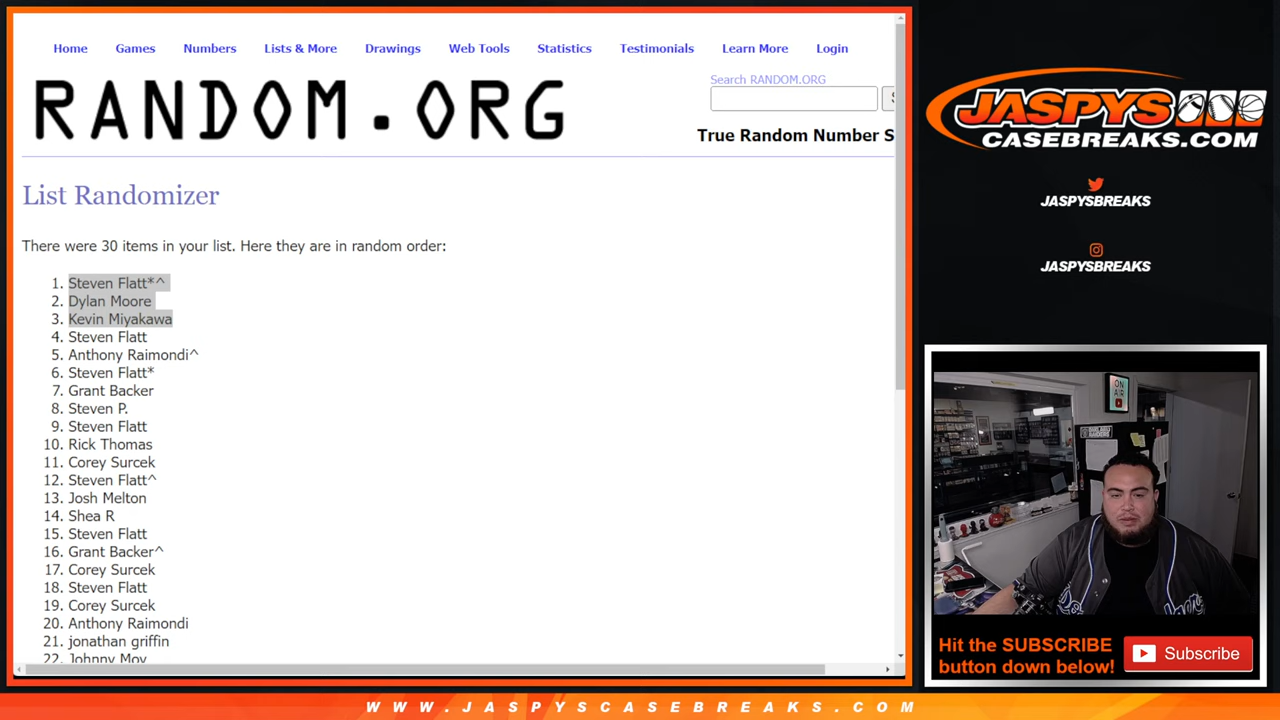 Home Games Numbers Lists & More Drawings Web Tools Statistics Testimonials Learn More Login
Search RANDOM.ORG
RANDOM.ORG
True Random Number S
List Randomizer
There were 30 items in your list. Here they are in random order:
1. Steven Flatt*^
2. Dylan Moore
3. Kevin Miyakawa
4. Steven Flatt
5. Anthony Raimondi^
6. Steven Flatt*
7. Grant Backer
8. Steven P.
9. Steven Flatt
10. Rick Thomas
11. Corey Surcek
12. Steven Flatt^
13. Josh Melton
14. Shea R
15. Steven Flatt
16. Grant Backer^
17. Corey Surcek
18. Steven Flatt
19. Corey Surcek
20. Anthony Raimondi
21. jonathan griffin
22. Johnny Moy
JASPYS
CASEBREAKS.COM
JASPYSBREAKS
JASPYSBREAKS
ON AIR
Hit the SUBSCRIBE
button down below!
Subscribe
WWW.JASPYSCASEBREAKS.COM